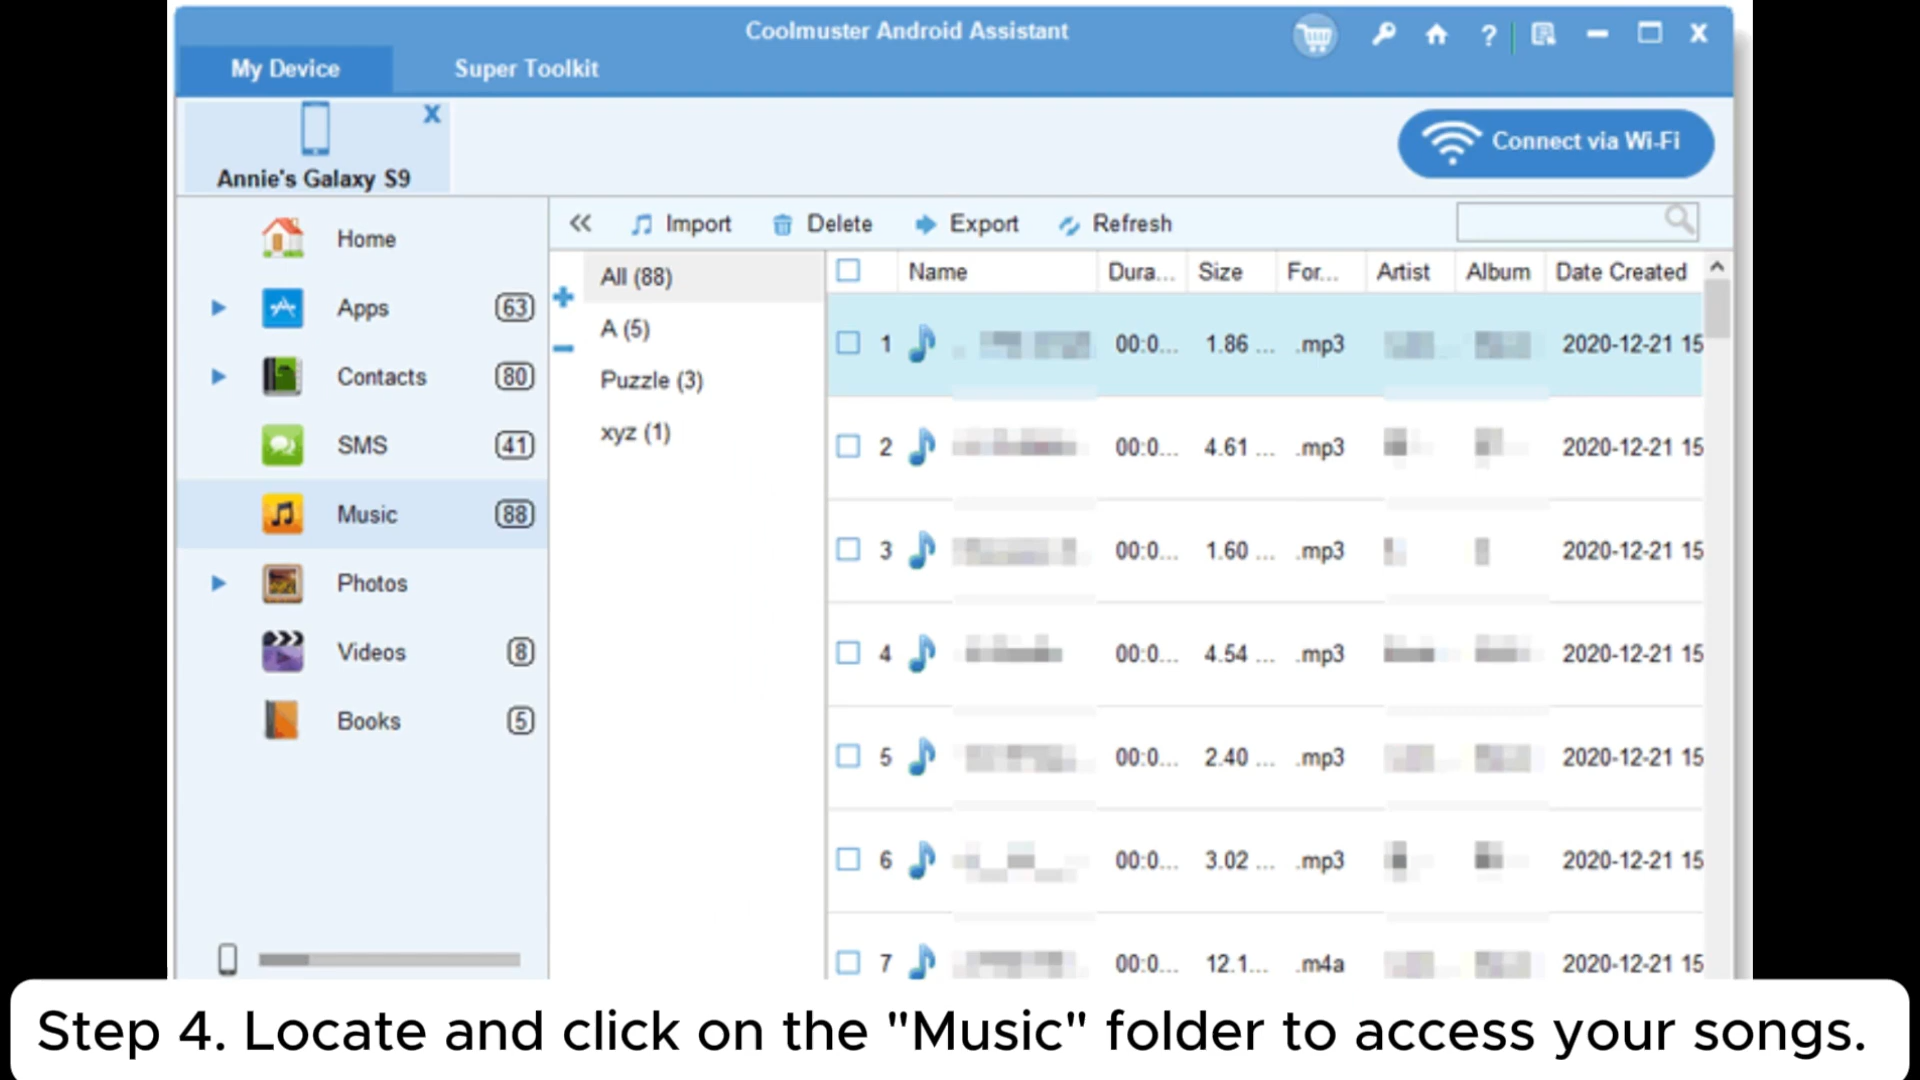 Coolmuster Android Assistant
?
My Device
Super Toolkit
X
Annie's Galaxy S9
Connect via Wi-Fi
Import Delete Export Refresh
Home
Apps 63
Contacts 80
SMS 41
Music 88
Photos
Videos 8
Books 5
All (88)
A (5)
Puzzle (3)
xyz (1)
Name Dura... Size For... Artist Album Date Created
1 00:0... 1.86 ... .mp3 2020-12-21 15
2 00:0... 4.61 ... .mp3 2020-12-21 15
3 00:0... 1.60 ... .mp3 2020-12-21 15
4 00:0... 4.54 ... .mp3 2020-12-21 15
5 00:0... 2.40 ... .mp3 2020-12-21 15
6 00:0... 3.02 ... .mp3 2020-12-21 15
7 00:0... 12.1... .m4a 2020-12-21 15
Step 4. Locate and click on the "Music" folder to access your songs.